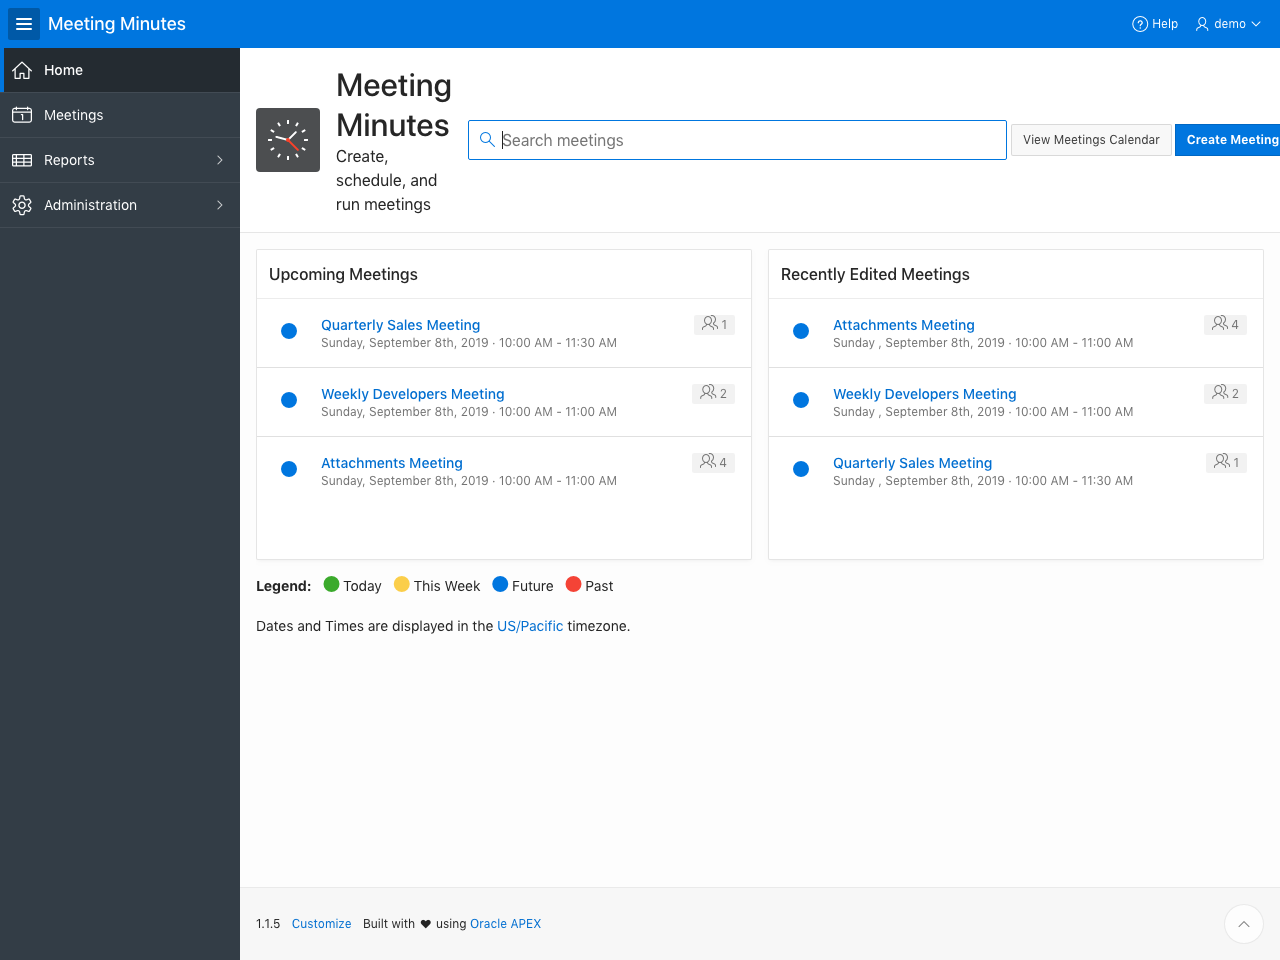 Meeting Minutes
Help
demo
Home
Meetings
Reports
Administration
Meeting
Minutes
Create,
schedule, and
run meetings
Search meetings
View Meetings Calendar
Create Meeting
Upcoming Meetings
Quarterly Sales Meeting
1
Sunday, September 8th, 2019 · 10:00 AM - 11:30 AM
Weekly Developers Meeting
2
Sunday, September 8th, 2019 · 10:00 AM - 11:00 AM
Attachments Meeting
4
Sunday, September 8th, 2019 · 10:00 AM - 11:00 AM
Recently Edited Meetings
Attachments Meeting
4
Sunday , September 8th, 2019 · 10:00 AM - 11:00 AM
Weekly Developers Meeting
2
Sunday , September 8th, 2019 · 10:00 AM - 11:00 AM
Quarterly Sales Meeting
1
Sunday , September 8th, 2019 · 10:00 AM - 11:30 AM
Legend: Today This Week Future Past
Dates and Times are displayed in the US/Pacific timezone.
1.1.5 Customize Built with ♥ using Oracle APEX